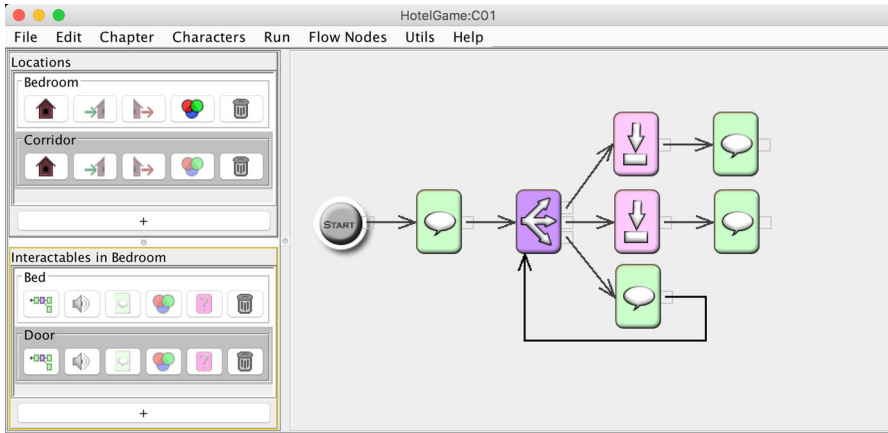 HotelGame:C01
File Edit Chapter Characters Run Flow Nodes Utils Help
Locations
Bedroom
Corridor
+
Interactables in Bedroom
Bed
?
Door
?
+
START